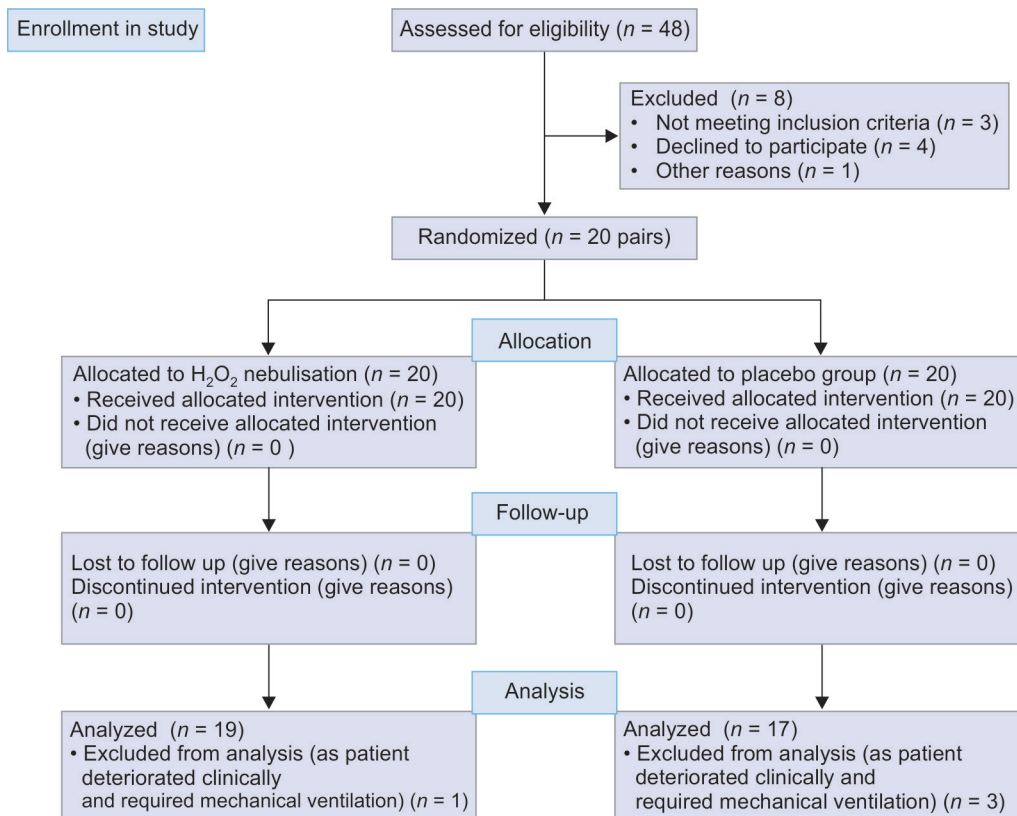 Enrollment in study
Assessed for eligibility (n = 48)
Excluded (n = 8)
• Not meeting inclusion criteria (n = 3)
• Declined to participate (n = 4)
• Other reasons (n = 1)
Randomized (n = 20 pairs)
Allocation
Allocated to H₂O₂ nebulisation (n = 20)
• Received allocated intervention (n = 20)
• Did not receive allocated intervention
(give reasons) (n = 0 )
Allocated to placebo group (n = 20)
• Received allocated intervention (n = 20)
• Did not receive allocated intervention
(give reasons) (n = 0)
Follow-up
Lost to follow up (give reasons) (n = 0)
Discontinued intervention (give reasons)
(n = 0)
Lost to follow up (give reasons) (n = 0)
Discontinued intervention (give reasons)
(n = 0)
Analysis
Analyzed (n = 19)
• Excluded from analysis (as patient
deteriorated clinically
and required mechanical ventilation) (n = 1)
Analyzed (n = 17)
• Excluded from analysis (as patient
deteriorated clinically and
required mechanical ventilation) (n = 3)